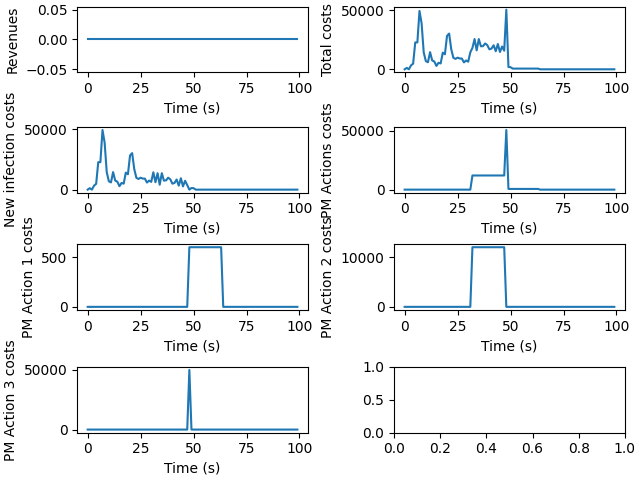 Revenues
0.05
0.00
−0.05
0 25 50 75 100
Time (s)
Total costs
50000
0
0 25 50 75 100
Time (s)
New infection costs
50000
0
0 25 50 75 100
Time (s)
PM Actions costs
50000
0
0 25 50 75 100
Time (s)
PM Action 1 costs
500
0
0 25 50 75 100
Time (s)
PM Action 2 costs
10000
0
0 25 50 75 100
Time (s)
PM Action 3 costs
50000
0
0 25 50 75 100
Time (s)
1.0
0.5
0.0
0.0 0.2 0.4 0.6 0.8 1.0